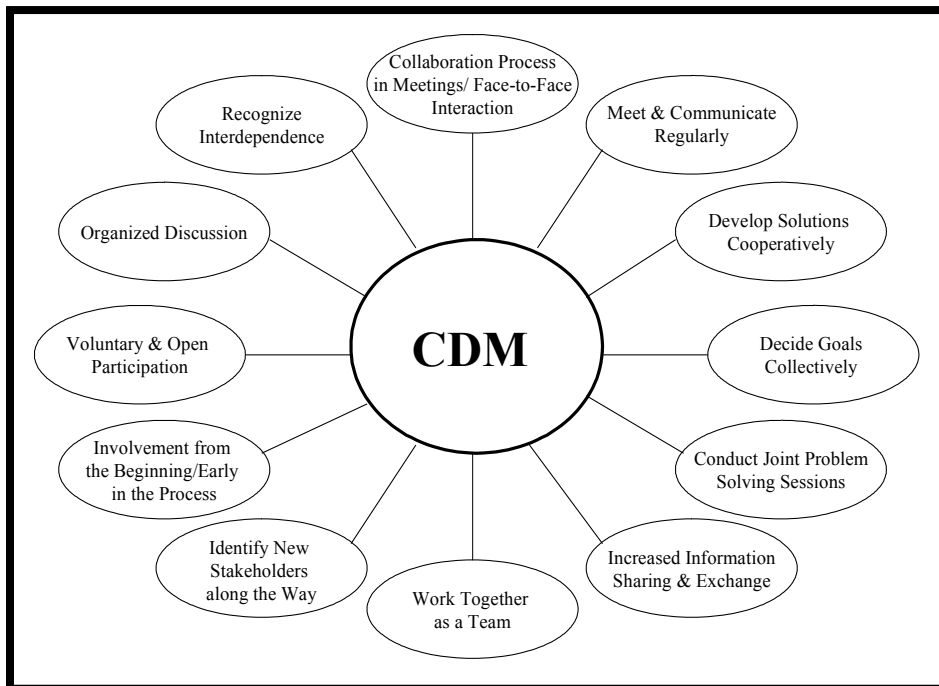 Collaboration Process
in Meetings/ Face-to-Face
Interaction
Meet & Communicate
Regularly
Develop Solutions
Cooperatively
Decide Goals
Collectively
Conduct Joint Problem
Solving Sessions
Increased Information
Sharing & Exchange
Work Together
as a Team
Identify New
Stakeholders
along the Way
Involvement from
the Beginning/Early
in the Process
Voluntary & Open
Participation
Organized Discussion
Recognize
Interdependence
CDM